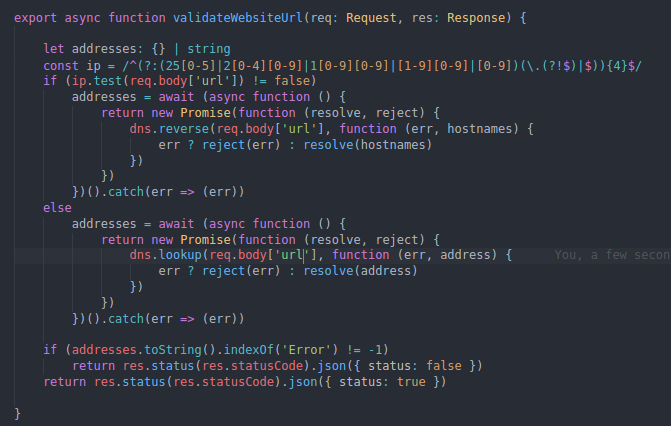 export async function validateWebsiteUrl(req: Request, res: Response) {
let addresses: {} | string
const ip = /^(?:(25[0-5]|2[0-4][0-9]|1[0-9][0-9]|[1-9][0-9]|[0-9])(\.(?!$)|$)){4}$/
if (ip.test(req.body['url']) != false)
addresses = await (async function () {
return new Promise(function (resolve, reject) {
dns.reverse(req.body['url'], function (err, hostnames) {
err ? reject(err) : resolve(hostnames)
})
})
})().catch(err => (err))
else
addresses = await (async function () {
return new Promise(function (resolve, reject) {
dns.lookup(req.body['url'], function (err, address) { You, a few secon
err ? reject(err) : resolve(address)
})
})
})().catch(err => (err))
if (addresses.toString().indexOf('Error') != -1)
return res.status(res.statusCode).json({ status: false })
return res.status(res.statusCode).json({ status: true })
}